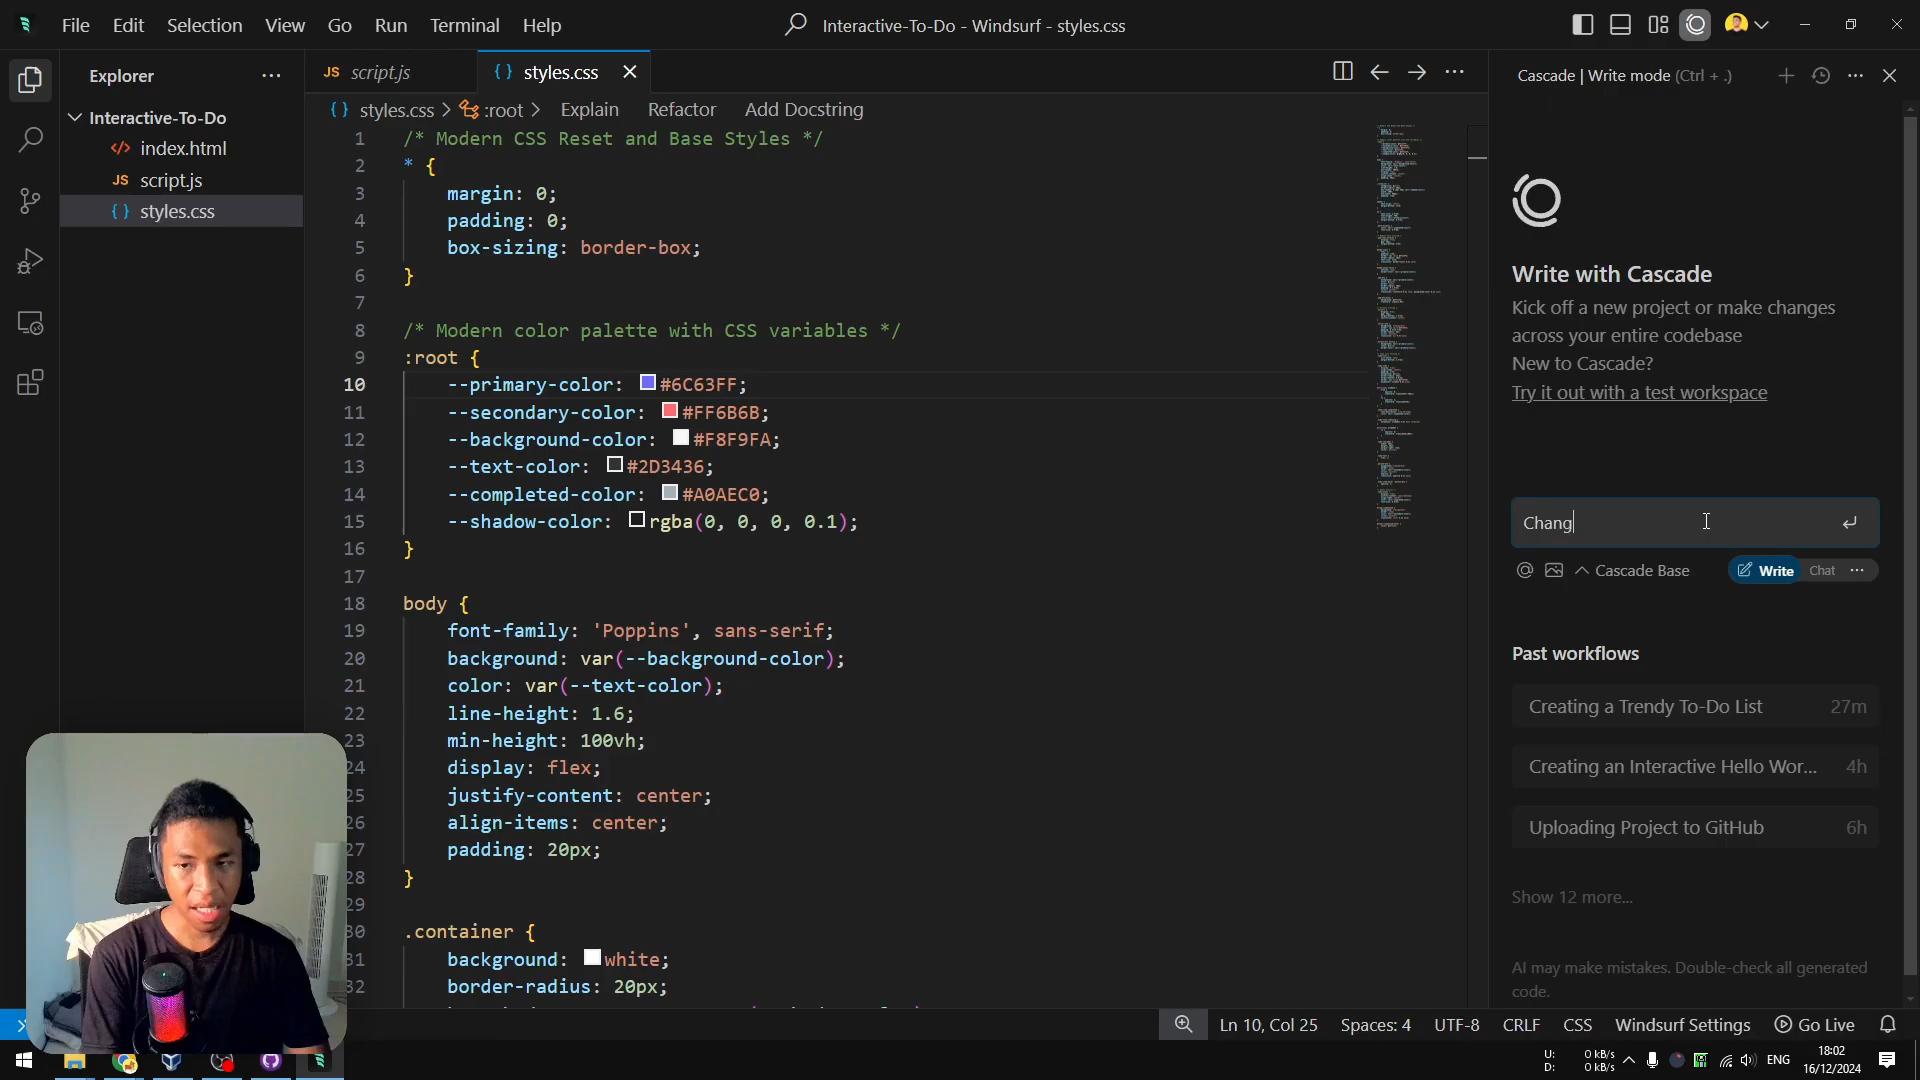 File Edit Selection View Go Run Terminal Help
Interactive-To-Do - Windsurf - styles.css
Explorer
Interactive-To-Do
index.html
JS script.js
{ } styles.css
JS script.js
{ } styles.css
{ } styles.css > :root > Explain Refactor Add Docstring
1 /* Modern CSS Reset and Base Styles */
2 * {
3 margin: 0;
4 padding: 0;
5 box-sizing: border-box;
6 }
7
8 /* Modern color palette with CSS variables */
9 :root {
10 --primary-color: #6C63FF;
11 --secondary-color: #FF6B6B;
12 --background-color: #F8F9FA;
13 --text-color: #2D3436;
14 --completed-color: #A0AEC0;
15 --shadow-color: rgba(0, 0, 0, 0.1);
16 }
17
18 body {
19 font-family: 'Poppins', sans-serif;
20 background: var(--background-color);
21 color: var(--text-color);
22 line-height: 1.6;
23 min-height: 100vh;
24 display: flex;
25 justify-content: center;
26 align-items: center;
27 padding: 20px;
28 }
29
30 .container {
31 background: white;
32 border-radius: 20px;
Cascade | Write mode (Ctrl + .)
Write with Cascade
Kick off a new project or make changes
across your entire codebase
New to Cascade?
Try it out with a test workspace
Chang
Cascade Base
Write Chat
Past workflows
Creating a Trendy To-Do List 27m
Creating an Interactive Hello Wor... 4h
Uploading Project to GitHub 6h
Show 12 more...
AI may make mistakes. Double-check all generated
code.
Ln 10, Col 25 Spaces: 4 UTF-8 CRLF CSS Windsurf Settings Go Live
U: 0 kB/s
D: 0 kB/s
ENG
18:02
16/12/2024